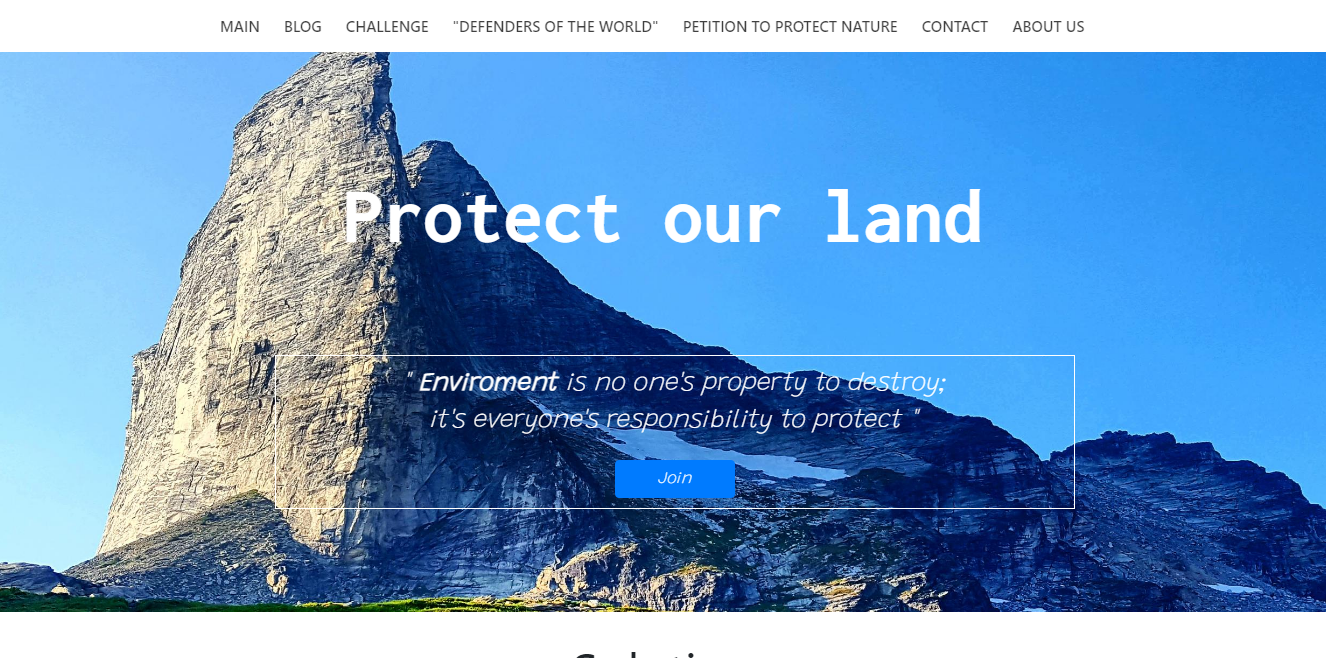 MAIN BLOG CHALLENGE "DEFENDERS OF THE WORLD" PETITION TO PROTECT NATURE CONTACT ABOUT US
Protect our land
" Enviroment is no one's property to destroy;
it's everyone's responsibility to protect "
Join